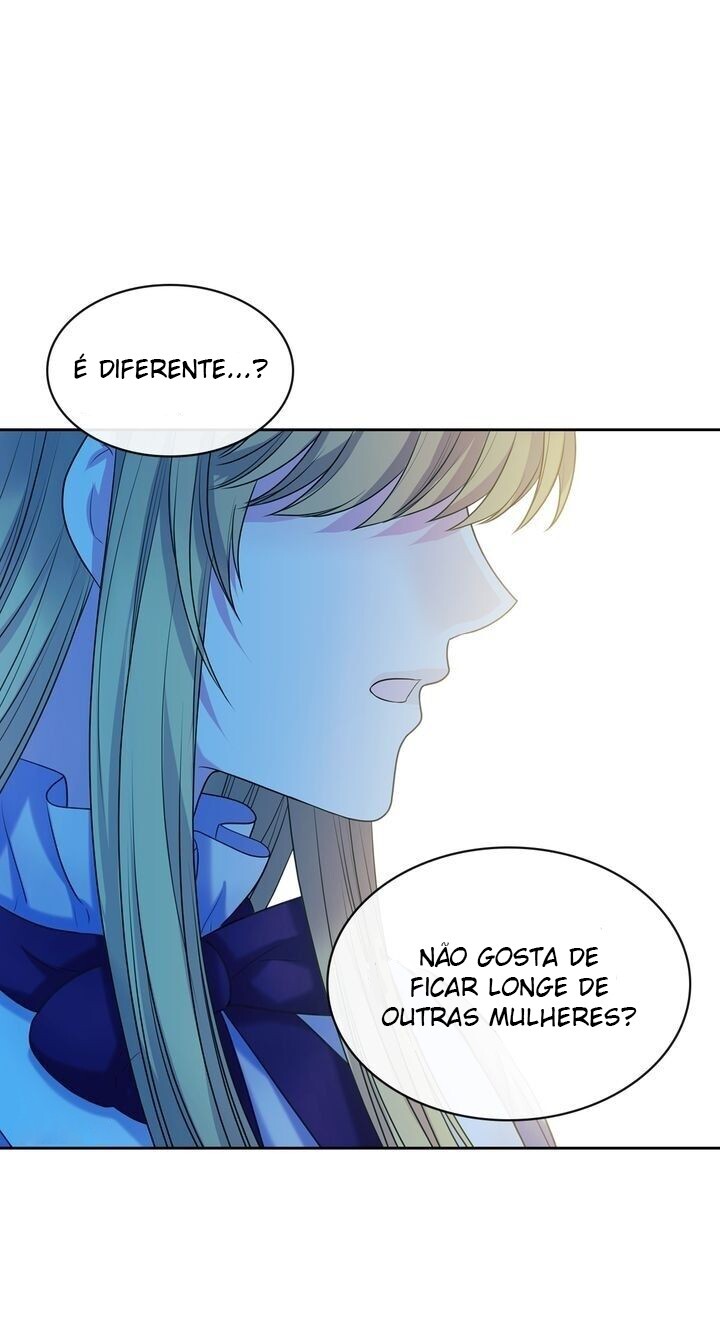 É DIFERENTE...?
NÃO GOSTA DE
FICAR LONGE DE
OUTRAS MULHERES?